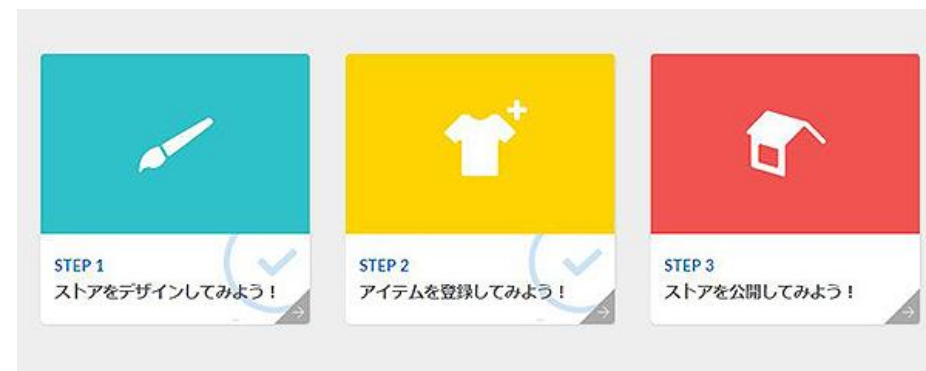 STEP 1
ストアをデザインしてみよう！
STEP 2
アイテムを登録してみよう！
STEP 3
ストアを公開してみよう！